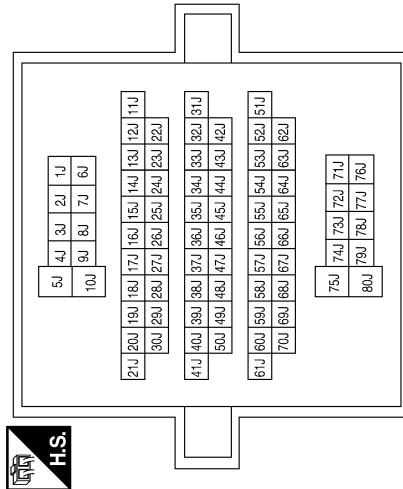 H.S.
5J 4J 3J 2J 1J
10J 9J 8J 7J 6J
21J 20J 19J 18J 17J 16J 15J 14J 13J 12J 11J
30J 29J 28J 27J 26J 25J 24J 23J 22J
41J 40J 39J 38J 37J 36J 35J 34J 33J 32J 31J
50J 49J 48J 47J 46J 45J 44J 43J 42J
61J 60J 59J 58J 57J 56J 55J 54J 53J 52J 51J
70J 69J 68J 67J 66J 65J 64J 63J 62J
75J 74J 73J 72J 71J
80J 79J 78J 77J 76J